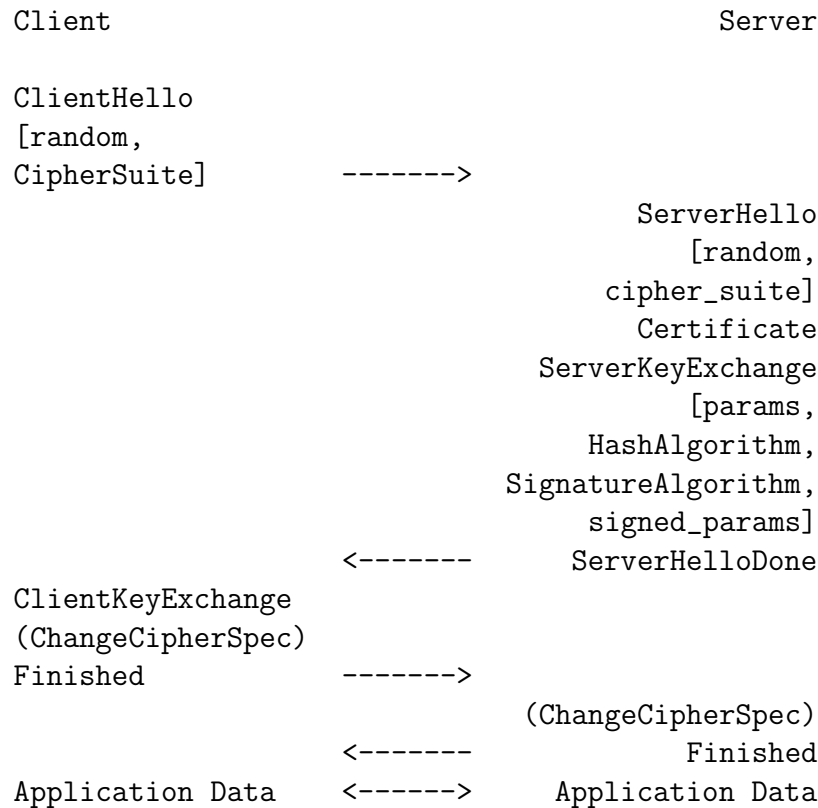 Client Server
ClientHello
[random,
CipherSuite] ------->
ServerHello
[random,
cipher_suite]
Certificate
ServerKeyExchange
[params,
HashAlgorithm,
SignatureAlgorithm,
signed_params]
<------- ServerHelloDone
ClientKeyExchange
(ChangeCipherSpec)
Finished ------->
(ChangeCipherSpec)
<------- Finished
Application Data <------> Application Data